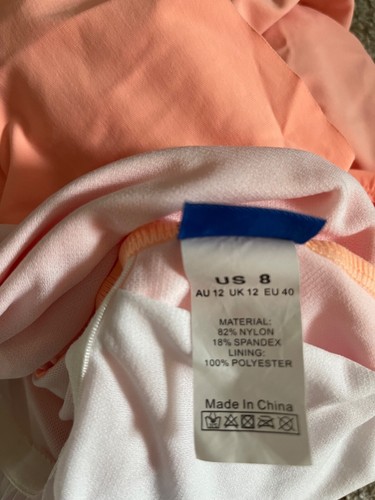 US 8
AU 12 UK 12 EU 40
MATERIAL:
82% NYLON
18% SPANDEX
LINING:
100% POLYESTER
Made In China